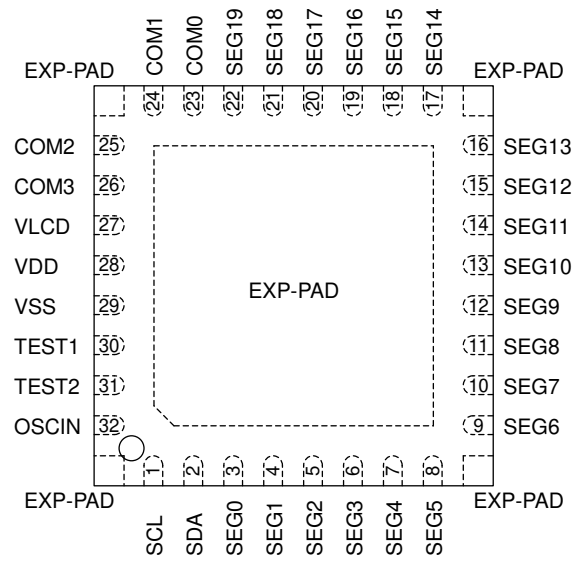 COM1
COM0
SEG19
SEG18
SEG17
SEG16
SEG15
SEG14
EXP-PAD
EXP-PAD
24
23
22
21
20
19
18
17
COM2 25
16 SEG13
COM3 26
15 SEG12
VLCD 27
14 SEG11
VDD 28
13 SEG10
EXP-PAD
VSS 29
12 SEG9
TEST1 30
11 SEG8
TEST2 31
10 SEG7
OSCIN 32
9 SEG6
1
2
3
4
5
6
7
8
EXP-PAD
EXP-PAD
SCL
SDA
SEG0
SEG1
SEG2
SEG3
SEG4
SEG5